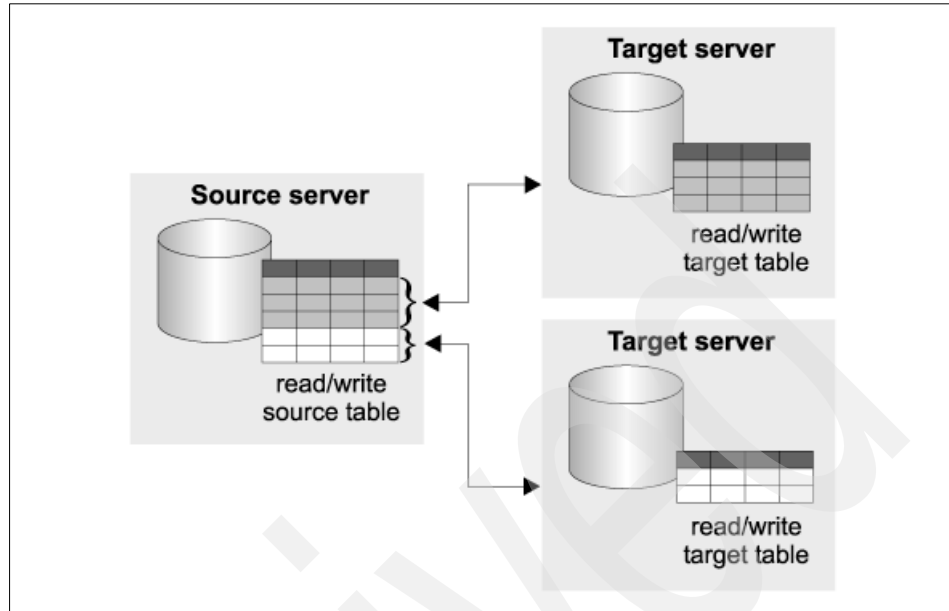 Source server
read/write
source table
Target server
read/write
target table
Target server
read/write
target table